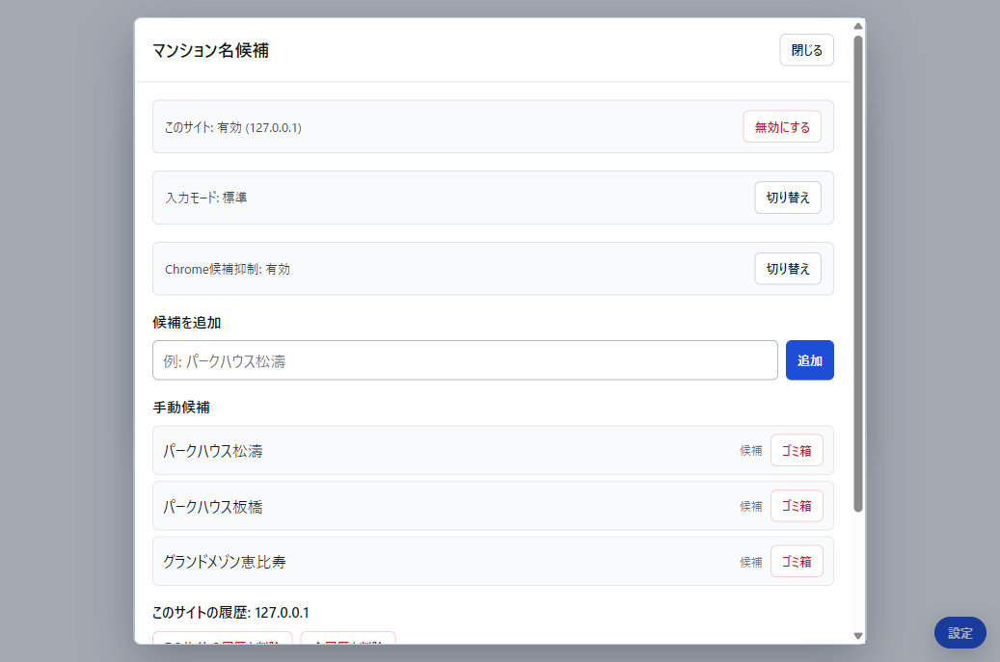 マンション名候補
閉じる
このサイト: 有効 (127.0.0.1)
無効にする
入力モード: 標準
切り替え
Chrome候補抑制: 有効
切り替え
候補を追加
例: パークハウス松濤
追加
手動候補
パークハウス松濤
候補
ゴミ箱
パークハウス板橋
候補
ゴミ箱
グランドメゾン恵比寿
候補
ゴミ箱
このサイトの履歴: 127.0.0.1
設定